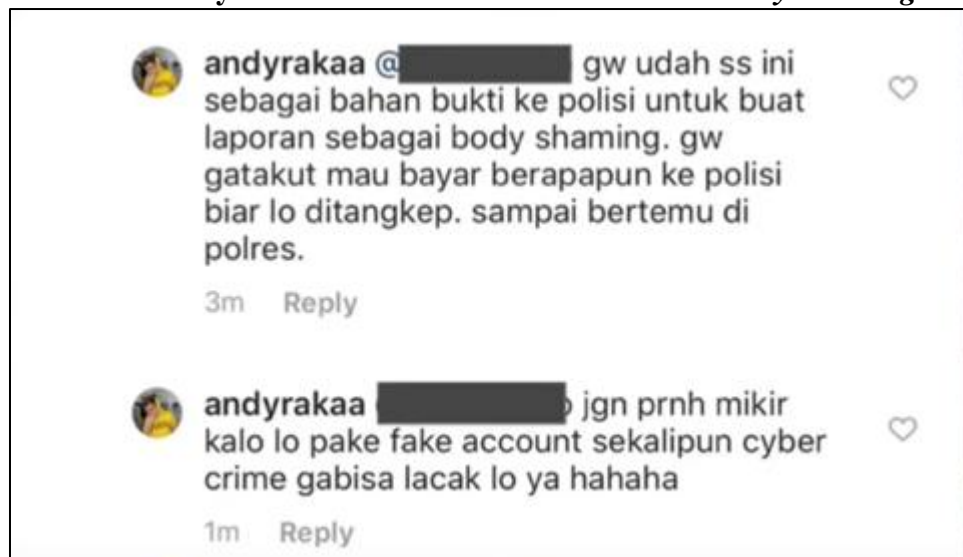 andyrakaa @ gw udah ss ini
sebagai bahan bukti ke polisi untuk buat
laporan sebagai body shaming. gw
gatakut mau bayar berapapun ke polisi
biar lo ditangkep. sampai bertemu di
polres.
3m Reply
andyrakaa jgn prnh mikir
kalo lo pake fake account sekalipun cyber
crime gabisa lacak lo ya hahaha
1m Reply